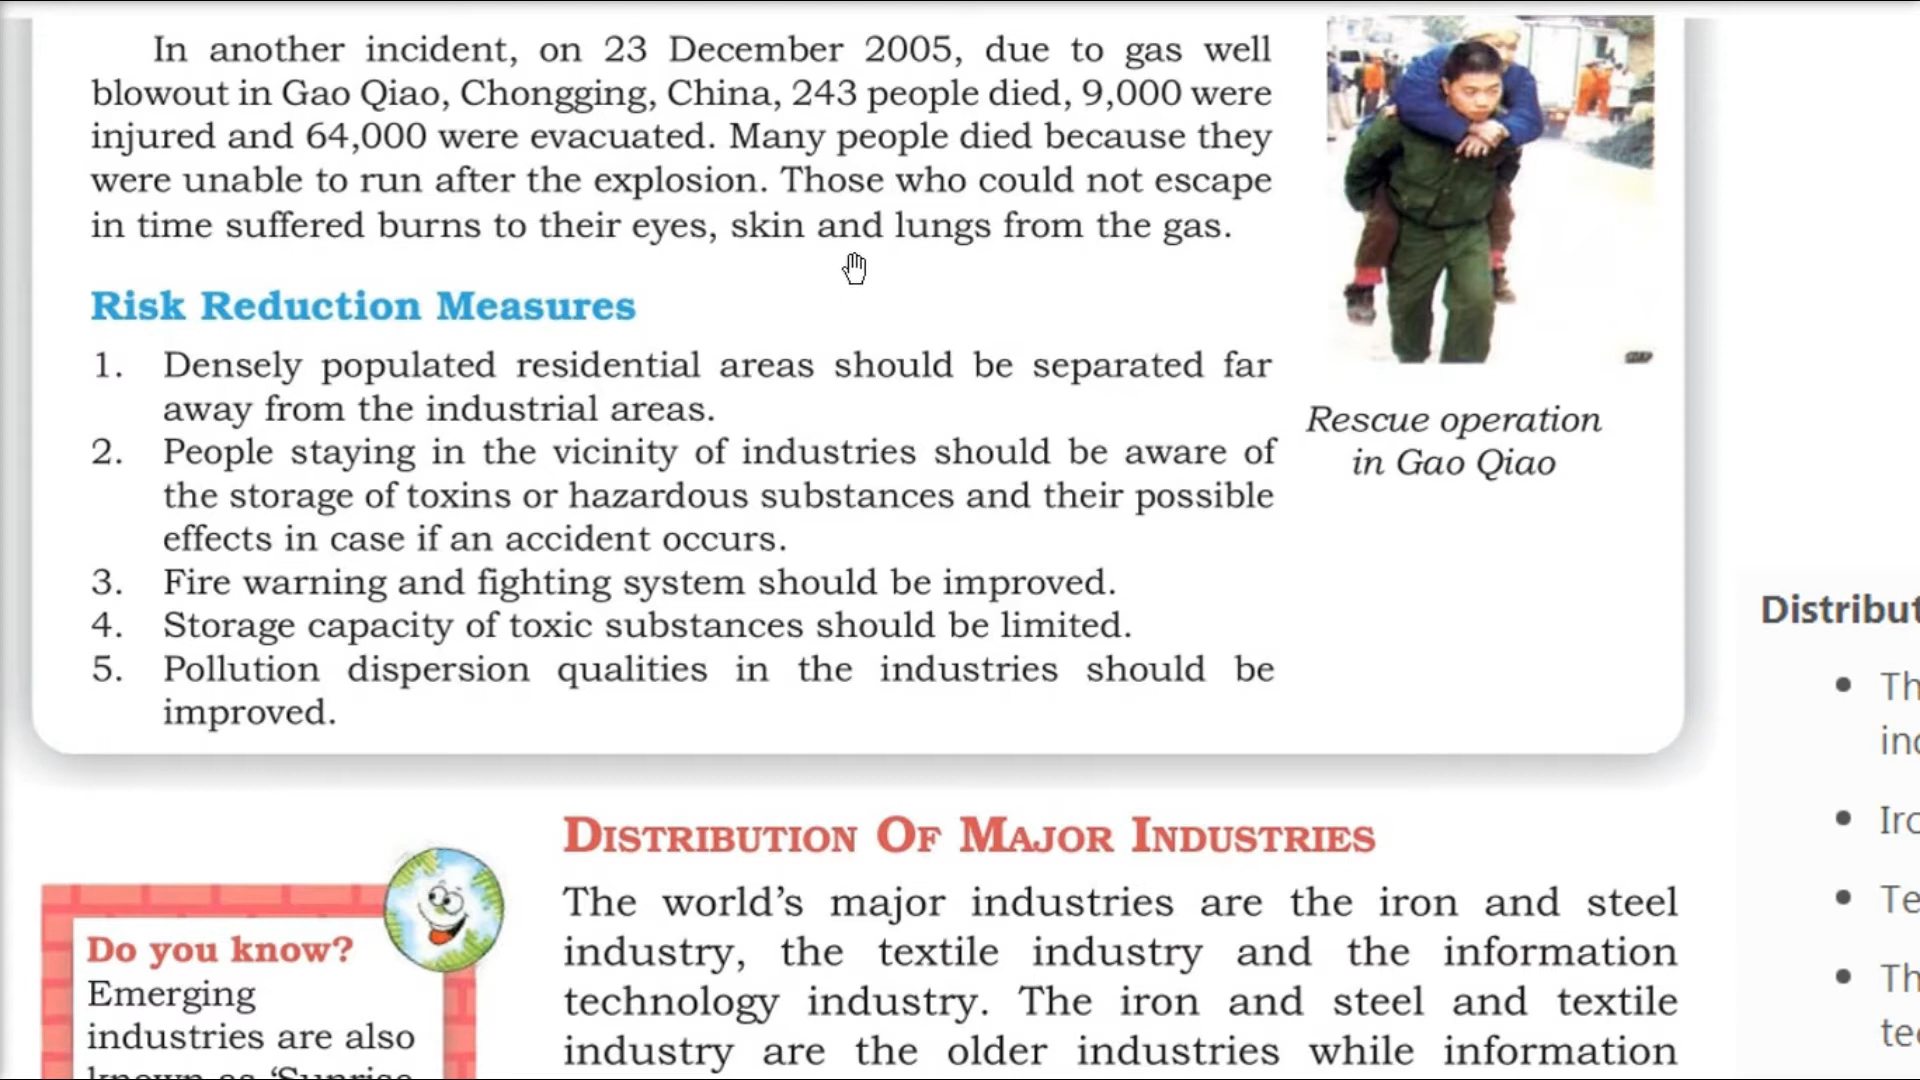 In another incident, on 23 December 2005, due to gas well
blowout in Gao Qiao, Chongging, China, 243 people died, 9,000 were
injured and 64,000 were evacuated. Many people died because they
were unable to run after the explosion. Those who could not escape
in time suffered burns to their eyes, skin and lungs from the gas.
Risk Reduction Measures
1. Densely populated residential areas should be separated far
away from the industrial areas.
2. People staying in the vicinity of industries should be aware of
the storage of toxins or hazardous substances and their possible
effects in case if an accident occurs.
3. Fire warning and fighting system should be improved.
4. Storage capacity of toxic substances should be limited.
5. Pollution dispersion qualities in the industries should be
improved.
Rescue operation
in Gao Qiao
DISTRIBUTION OF MAJOR INDUSTRIES
The world's major industries are the iron and steel
industry, the textile industry and the information
technology industry. The iron and steel and textile
industry are the older industries while information
Do you know?
Emerging
industries are also
known as 'Sunrise
Distribut
• Th
ind
• Iro
• Te
• Th
tec